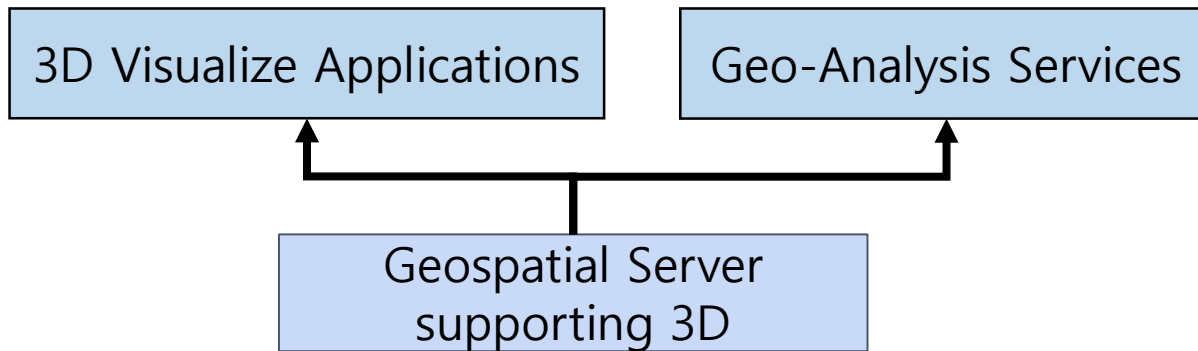 3D Visualize Applications
Geo-Analysis Services
Geospatial Server
supporting 3D